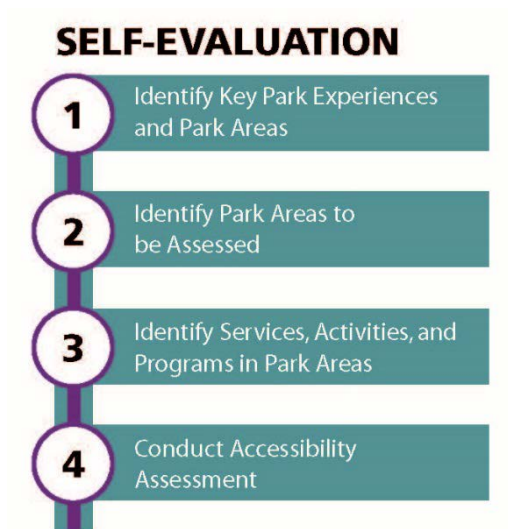 SELF-EVALUATION
1
Identify Key Park Experiences
and Park Areas
2
Identify Park Areas to
be Assessed
3
Identify Services, Activities, and
Programs in Park Areas
4
Conduct Accessibility
Assessment